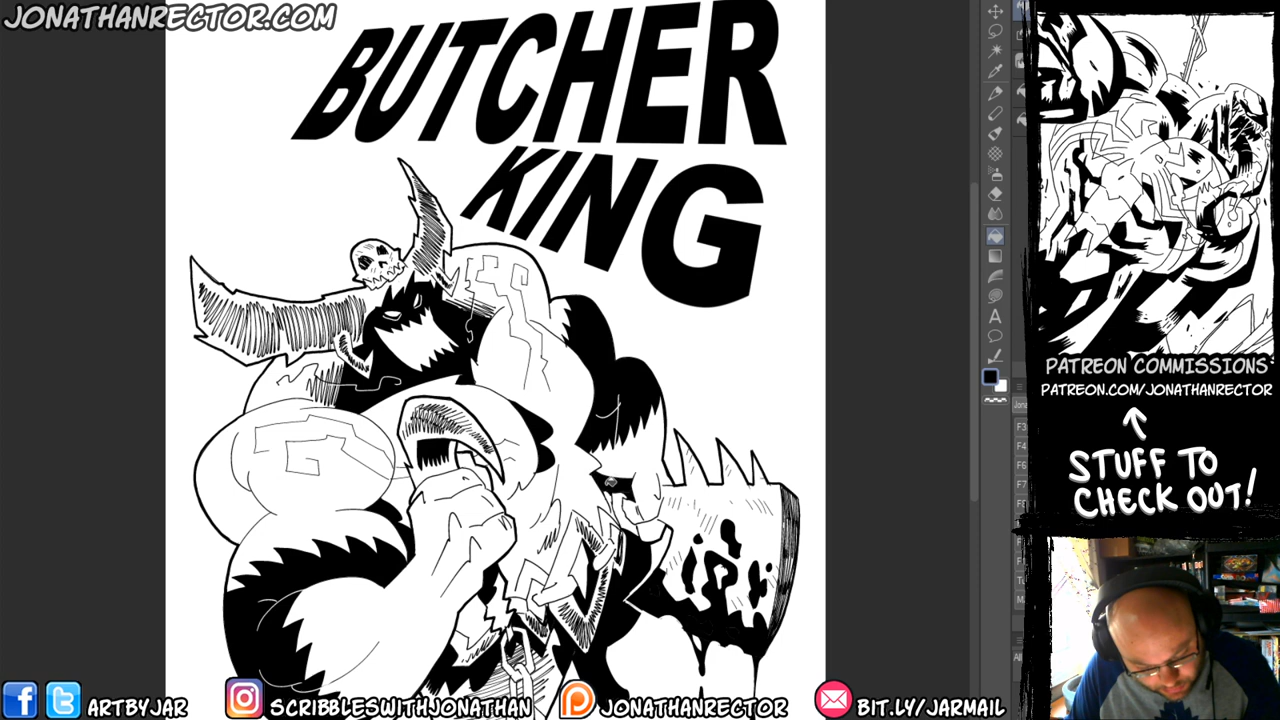 JONATHANRECTOR.COM
BUTCHER
KING
PATREON COMMISSIONS
PATREON.COM/JONATHANRECTOR
STUFF TO
CHECK OUT!
ARTBYJAR
SCRIBBLESWITHJONATHAN
JONATHANRECTOR
BIT.LY/JARMAIL